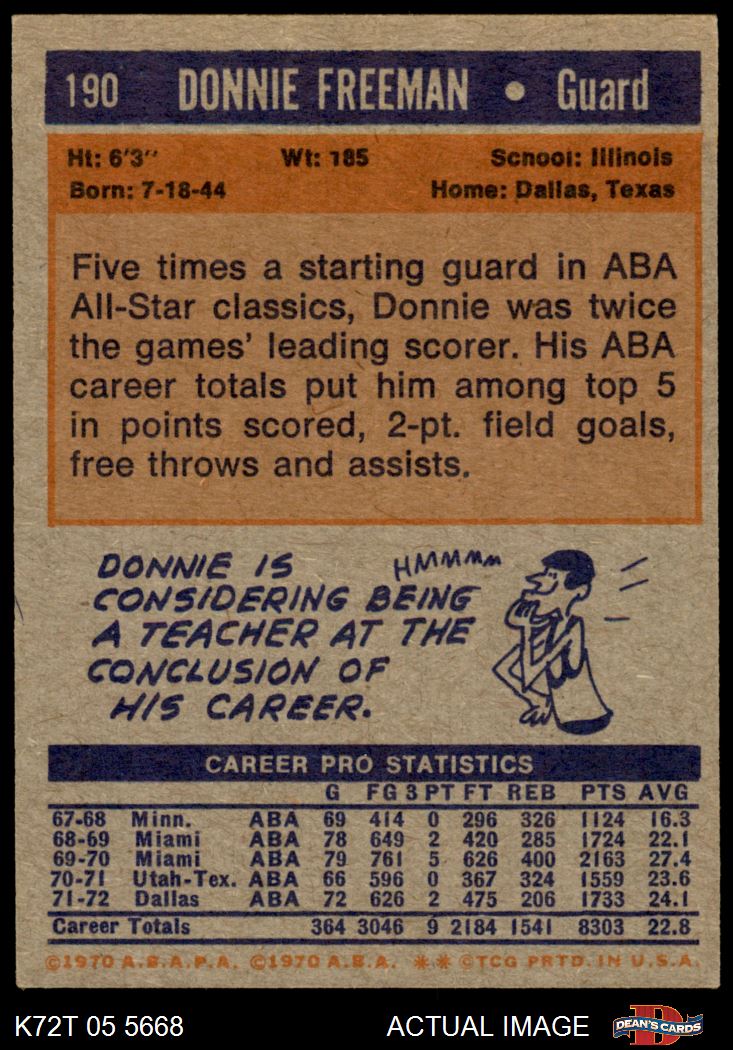 190 DONNIE FREEMAN • Guard
Ht: 6'3" Wt: 185 School: Illinois
Born: 7-18-44 Home: Dallas, Texas
Five times a starting guard in ABA
All-Star classics, Donnie was twice
the games' leading scorer. His ABA
career totals put him among top 5
in points scored, 2-pt. field goals,
free throws and assists.
DONNIE IS HMMMMM
CONSIDERING BEING
A TEACHER AT THE
CONCLUSION OF
HIS CAREER.
CAREER PRO STATISTICS
G FG 3 PT FT REB PTS AVG
67-68 Minn. ABA 69 414 0 296 326 1124 16.3
68-69 Miami ABA 78 649 2 420 285 1724 22.1
69-70 Miami ABA 79 761 5 626 400 2163 27.4
70-71 Utah-Tex. ABA 66 596 0 367 324 1559 23.6
71-72 Dallas ABA 72 626 2 475 206 1733 24.1
Career Totals 364 3046 9 2184 1541 8303 22.8
©1970 A.B.A.P.A. ©1970 A.B.A. ** ©TCG PRTD. IN U.S.A.
K72T 05 5668 ACTUAL IMAGE D DEAN'S CARDS